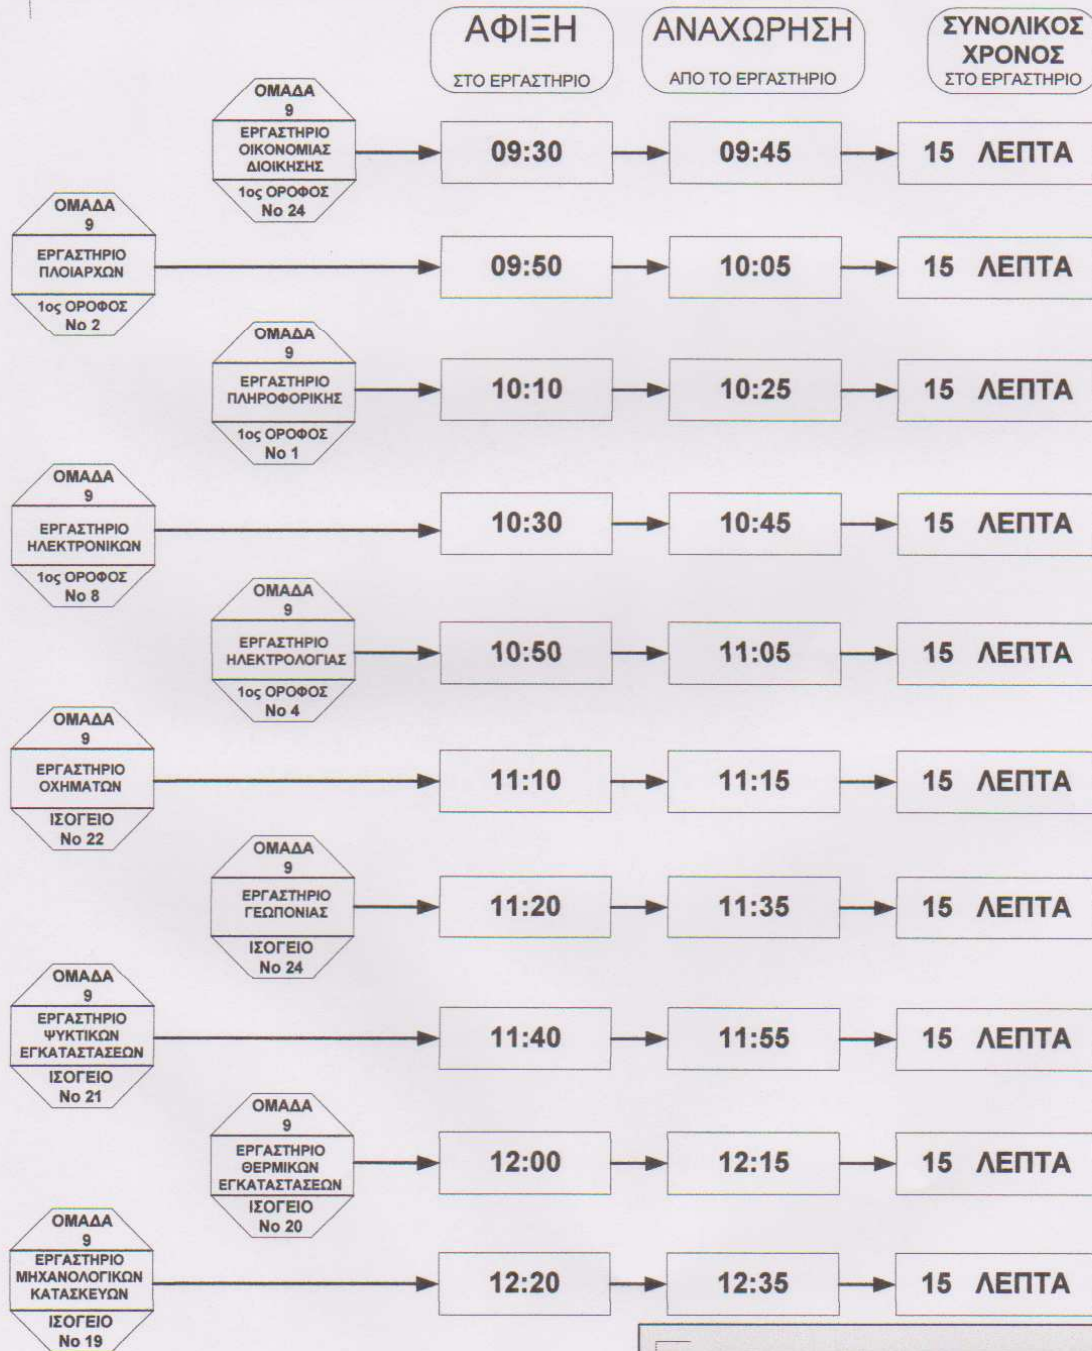 ΑΦΙΞΗ
ΣΤΟ ΕΡΓΑΣΤΗΡΙΟ
ΑΝΑΧΩΡΗΣΗ
ΑΠΟ ΤΟ ΕΡΓΑΣΤΗΡΙΟ
ΣΥΝΟΛΙΚΟΣ
ΧΡΟΝΟΣ
ΣΤΟ ΕΡΓΑΣΤΗΡΙΟ
ΟΜΑΔΑ
9
ΕΡΓΑΣΤΗΡΙΟ
ΟΙΚΟΝΟΜΙΑΣ
ΔΙΟΙΚΗΣΗΣ
1ος ΟΡΟΦΟΣ
Νο 24
09:30
09:45
15 ΛΕΠΤΑ
ΟΜΑΔΑ
9
ΕΡΓΑΣΤΗΡΙΟ
ΠΛΟΙΑΡΧΩΝ
1ος ΟΡΟΦΟΣ
Νο 2
09:50
10:05
15 ΛΕΠΤΑ
ΟΜΑΔΑ
9
ΕΡΓΑΣΤΗΡΙΟ
ΠΛΗΡΟΦΟΡΙΚΗΣ
1ος ΟΡΟΦΟΣ
Νο 1
10:10
10:25
15 ΛΕΠΤΑ
ΟΜΑΔΑ
9
ΕΡΓΑΣΤΗΡΙΟ
ΗΛΕΚΤΡΟΝΙΚΩΝ
1ος ΟΡΟΦΟΣ
Νο 8
10:30
10:45
15 ΛΕΠΤΑ
ΟΜΑΔΑ
9
ΕΡΓΑΣΤΗΡΙΟ
ΗΛΕΚΤΡΟΛΟΓΙΑΣ
1ος ΟΡΟΦΟΣ
Νο 4
10:50
11:05
15 ΛΕΠΤΑ
ΟΜΑΔΑ
9
ΕΡΓΑΣΤΗΡΙΟ
ΟΧΗΜΑΤΩΝ
ΙΣΟΓΕΙΟ
Νο 22
11:10
11:15
15 ΛΕΠΤΑ
ΟΜΑΔΑ
9
ΕΡΓΑΣΤΗΡΙΟ
ΓΕΩΠΟΝΙΑΣ
ΙΣΟΓΕΙΟ
Νο 24
11:20
11:35
15 ΛΕΠΤΑ
ΟΜΑΔΑ
9
ΕΡΓΑΣΤΗΡΙΟ
ΨΥΚΤΙΚΩΝ
ΕΓΚΑΤΑΣΤΑΣΕΩΝ
ΙΣΟΓΕΙΟ
Νο 21
11:40
11:55
15 ΛΕΠΤΑ
ΟΜΑΔΑ
9
ΕΡΓΑΣΤΗΡΙΟ
ΘΕΡΜΙΚΩΝ
ΕΓΚΑΤΑΣΤΑΣΕΩΝ
ΙΣΟΓΕΙΟ
Νο 20
12:00
12:15
15 ΛΕΠΤΑ
ΟΜΑΔΑ
9
ΕΡΓΑΣΤΗΡΙΟ
ΜΗΧΑΝΟΛΟΓΙΚΩΝ
ΚΑΤΑΣΚΕΥΩΝ
ΙΣΟΓΕΙΟ
Νο 19
12:20
12:35
15 ΛΕΠΤΑ